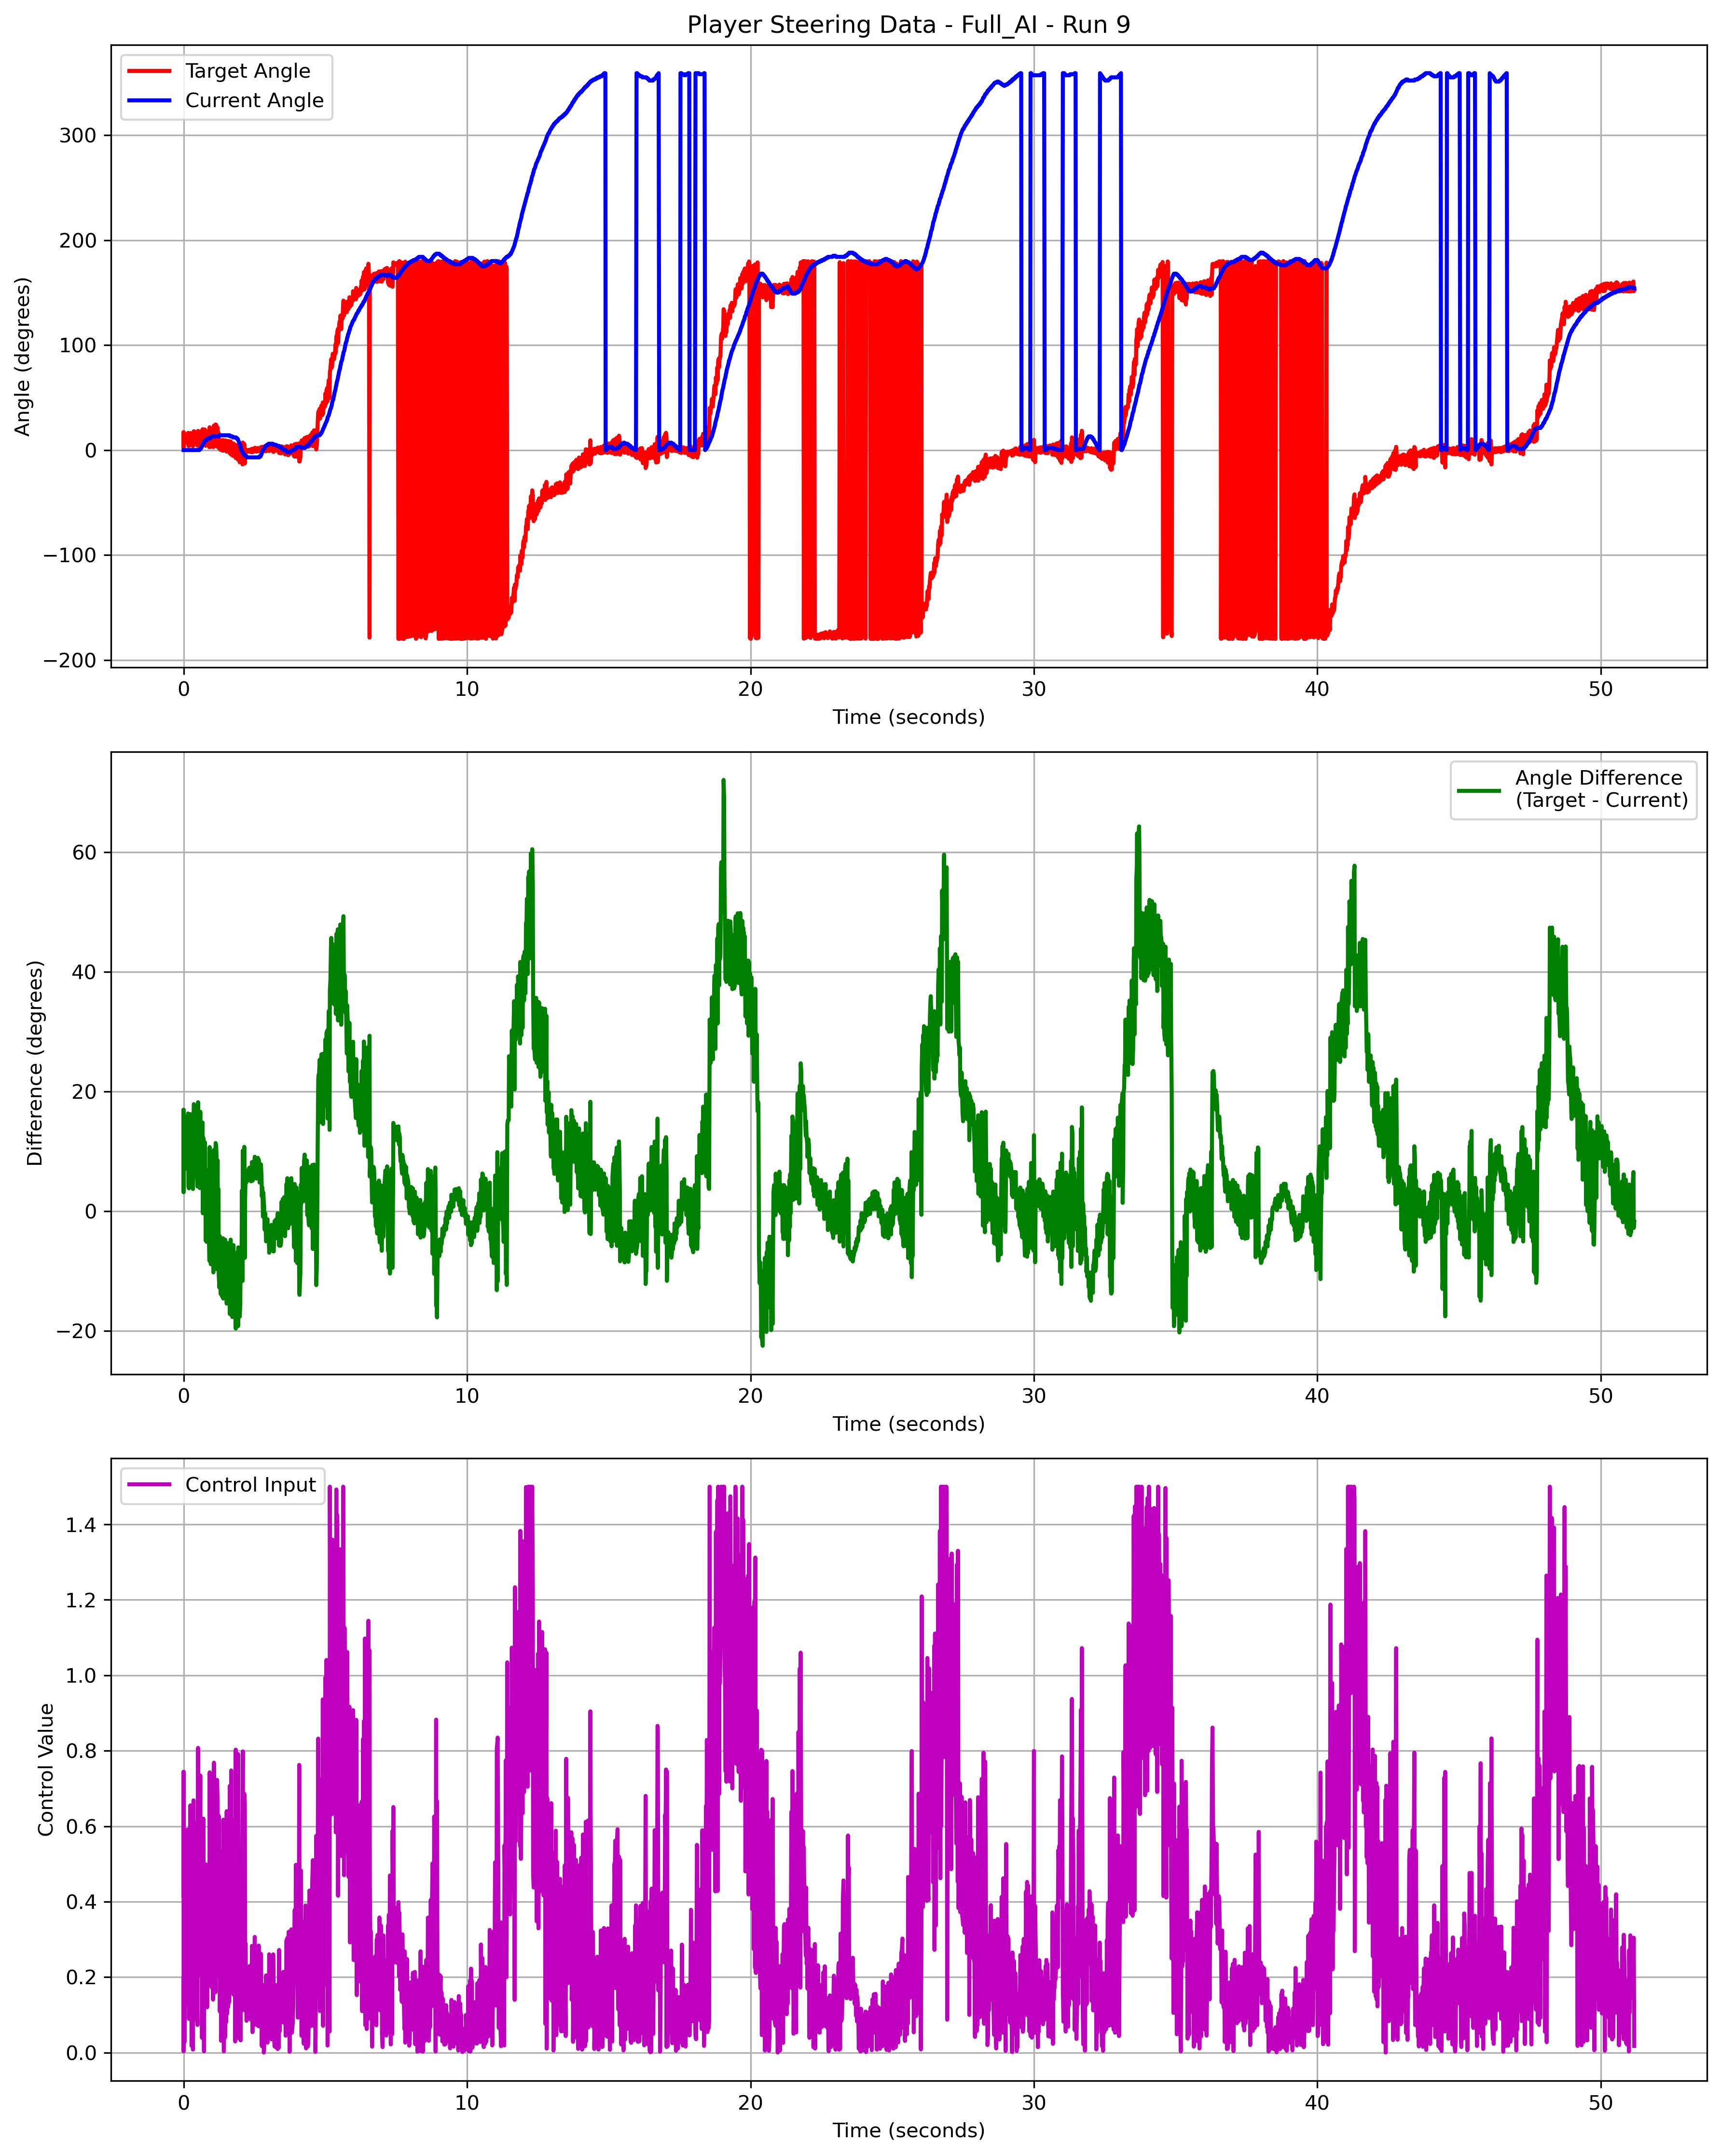 Player Steering Data - Full_AI - Run 9
Target Angle
Current Angle
Angle (degrees)
300
200
100
0
−100
−200
0 10 20 30 40 50
Time (seconds)
Angle Difference
(Target - Current)
Difference (degrees)
60
40
20
0
−20
0 10 20 30 40 50
Time (seconds)
Control Input
Control Value
1.4
1.2
1.0
0.8
0.6
0.4
0.2
0.0
0 10 20 30 40 50
Time (seconds)